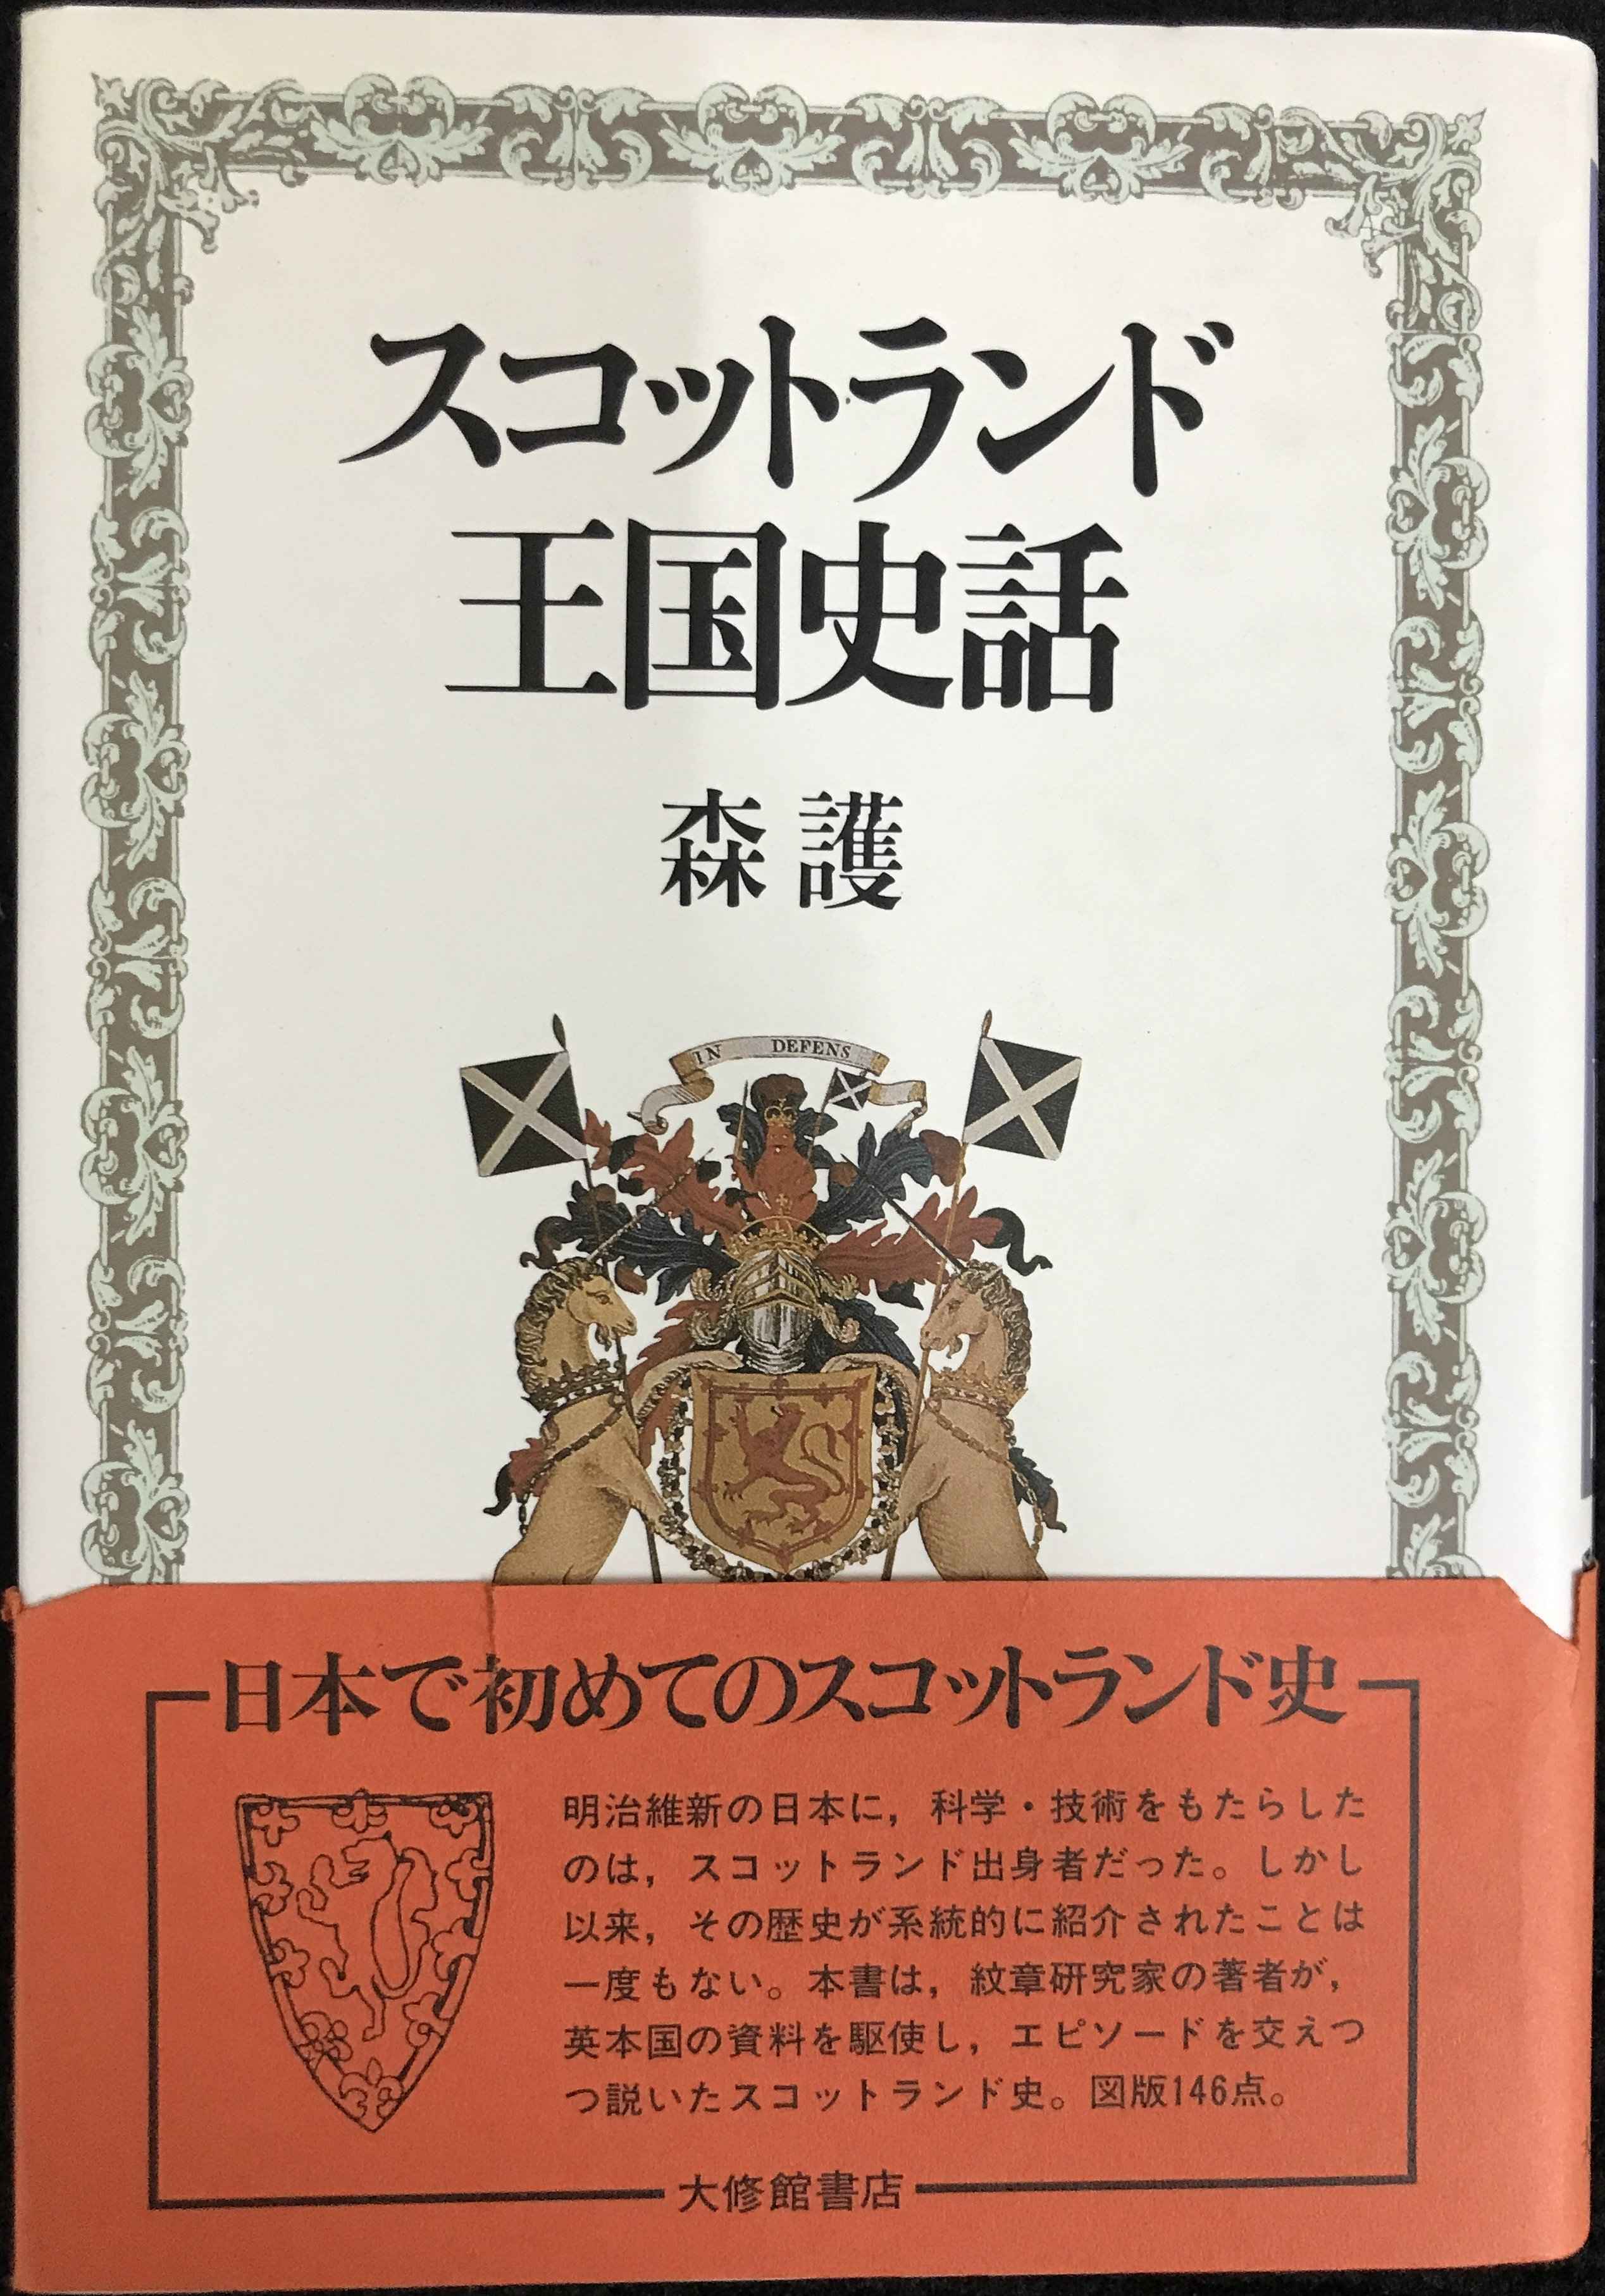 スコットランド
王国史話
森 護
IN DEFENS
日本で初めてのスコットランド史
明治維新の日本に，科学・技術をもたらした
のは，スコットランド出身者だった。しかし
以来，その歴史が系統的に紹介されたことは
一度もない。本書は，紋章研究家の著者が，
英本国の資料を駆使し，エピソードを交えつ
つ説いたスコットランド史。図版146点。
大修館書店